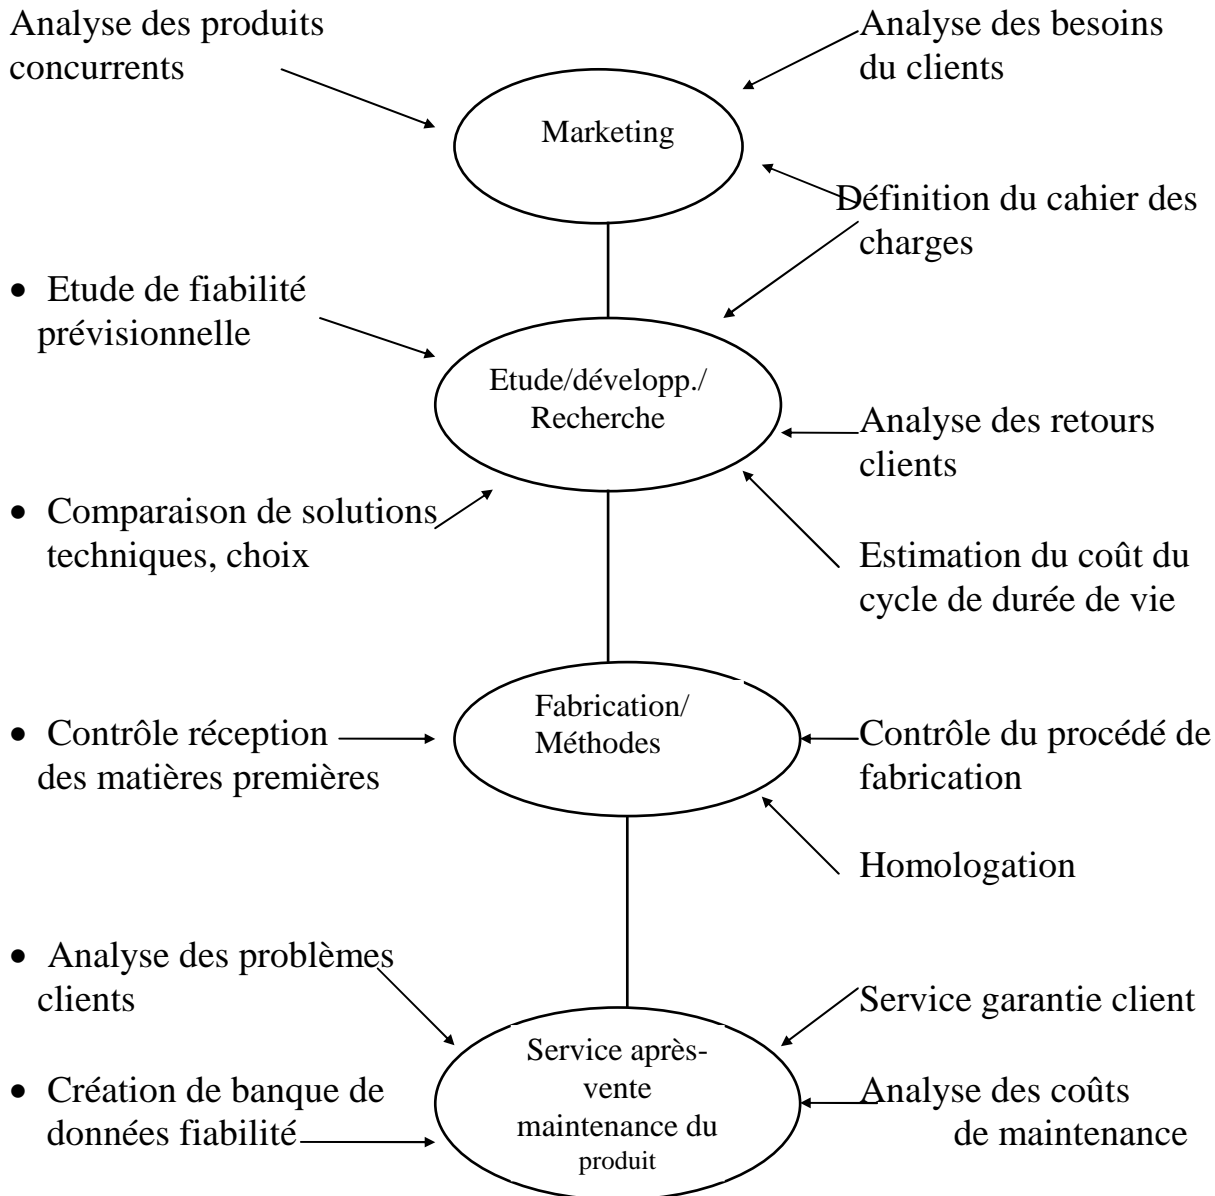 Analyse des produits
concurrents
Analyse des besoins
du clients
Marketing
Définition du cahier des
charges
• Etude de fiabilité
prévisionnelle
Etude/développ./
Recherche
Analyse des retours
clients
• Comparaison de solutions
techniques, choix
Estimation du coût du
cycle de durée de vie
Fabrication/
Méthodes
• Contrôle réception
des matières premières
Contrôle du procédé de
fabrication
Homologation
• Analyse des problèmes
clients
Service garantie client
Service après-
vente
maintenance du
produit
• Création de banque de
données fiabilité
Analyse des coûts
de maintenance